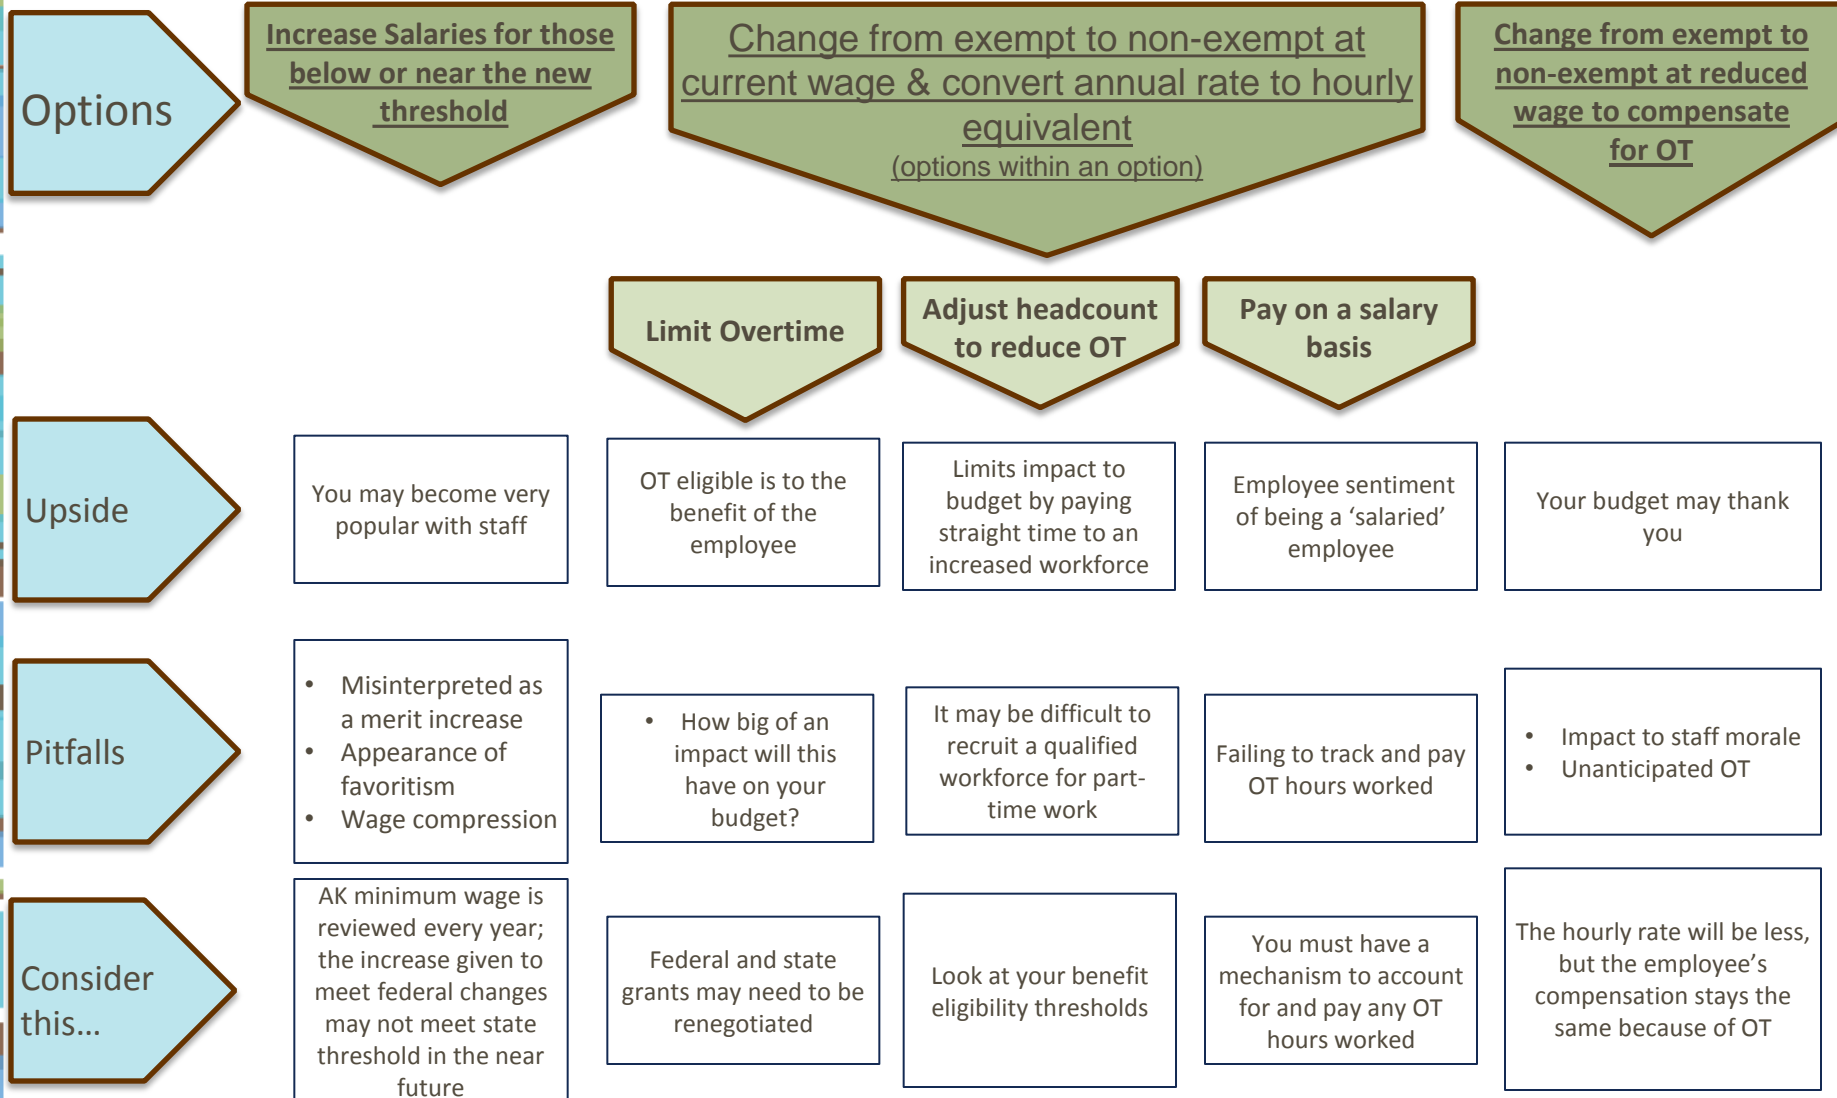 Options
Increase Salaries for those
below or near the new
threshold
Change from exempt to non-exempt at
current wage & convert annual rate to hourly
equivalent
(options within an option)
Change from exempt to
non-exempt at reduced
wage to compensate
for OT
Limit Overtime
Adjust headcount
to reduce OT
Pay on a salary
basis
Upside
You may become very
popular with staff
OT eligible is to the
benefit of the
employee
Limits impact to
budget by paying
straight time to an
increased workforce
Employee sentiment
of being a ‘salaried’
employee
Your budget may thank
you
Pitfalls
• Misinterpreted as
a merit increase
• Appearance of
favoritism
• Wage compression
• How big of an
impact will this
have on your
budget?
It may be difficult to
recruit a qualified
workforce for part-
time work
Failing to track and pay
OT hours worked
• Impact to staff morale
• Unanticipated OT
Consider
this…
AK minimum wage is
reviewed every year;
the increase given to
meet federal changes
may not meet state
threshold in the near
future
Federal and state
grants may need to be
renegotiated
Look at your benefit
eligibility thresholds
You must have a
mechanism to account
for and pay any OT
hours worked
The hourly rate will be less,
but the employee’s
compensation stays the
same because of OT